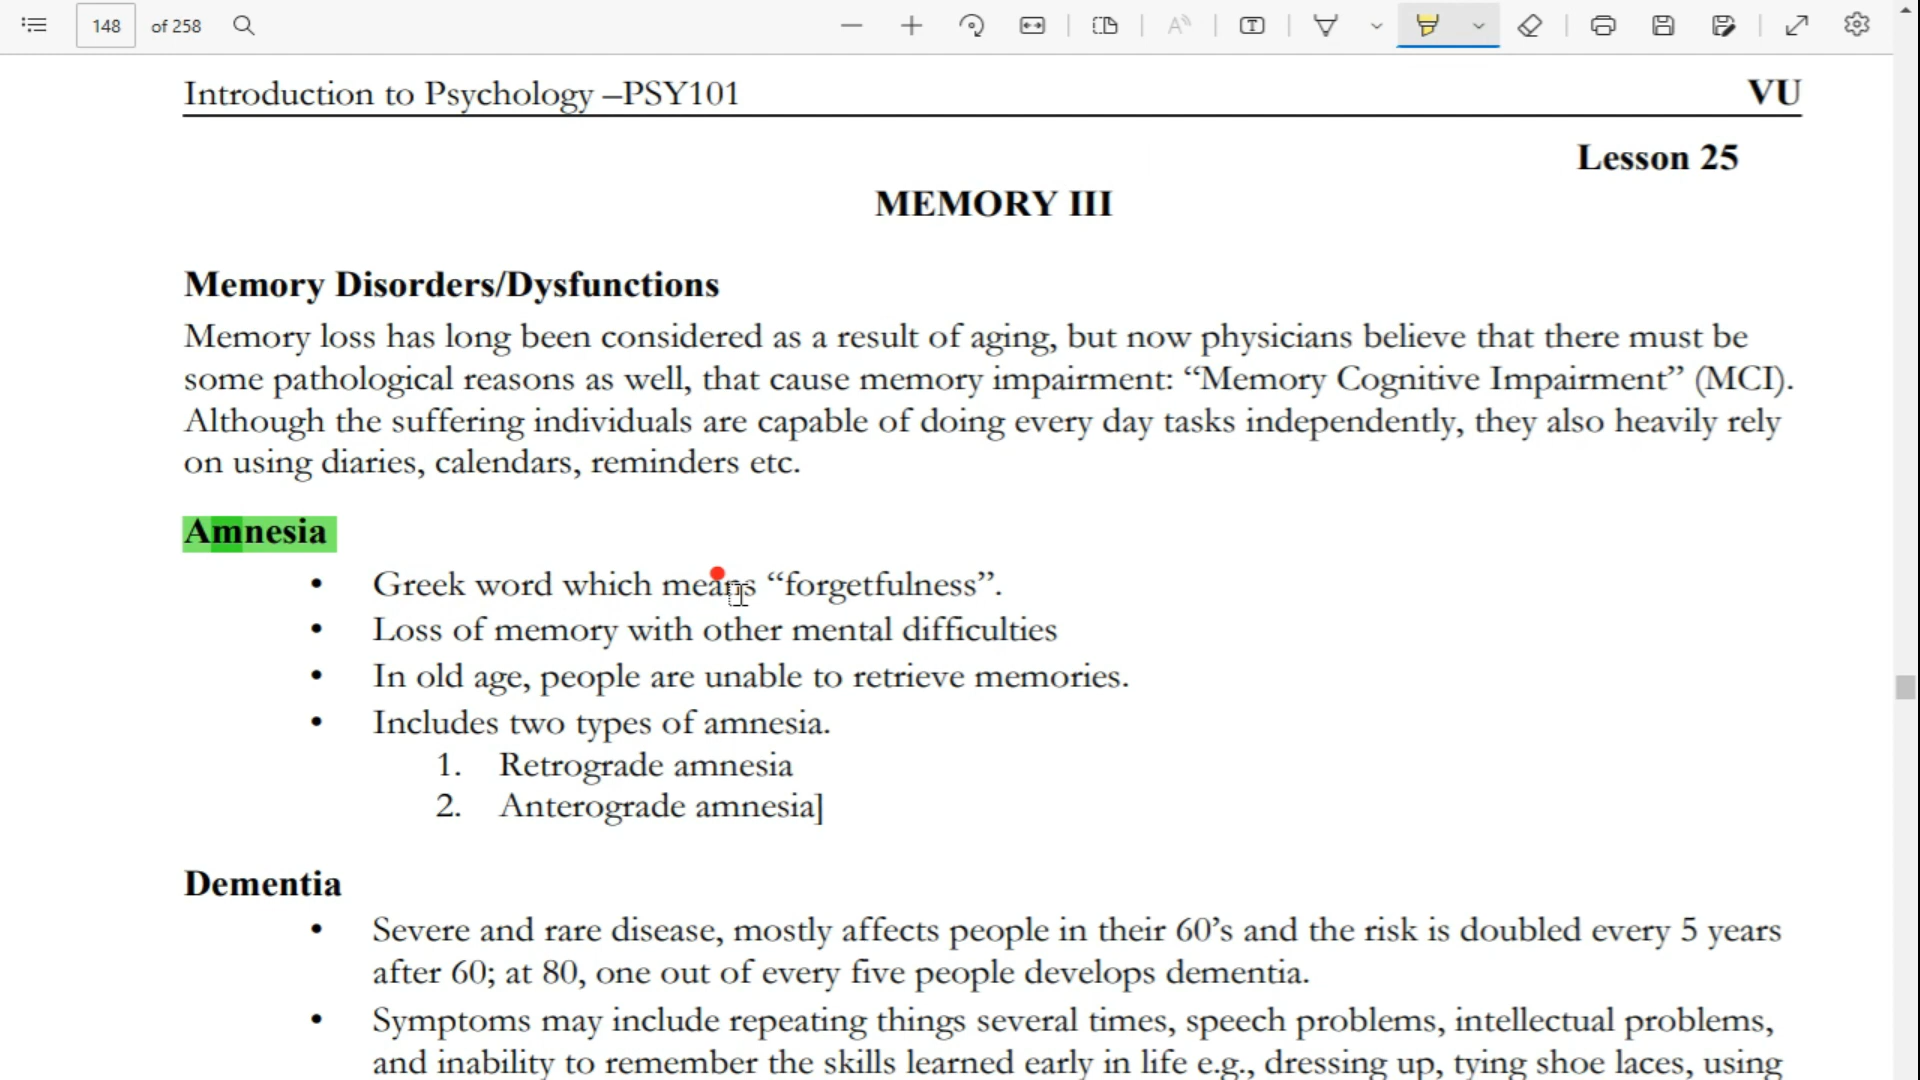 148 of 258
Introduction to Psychology –PSY101 VU
Lesson 25
MEMORY III
Memory Disorders/Dysfunctions
Memory loss has long been considered as a result of aging, but now physicians believe that there must be
some pathological reasons as well, that cause memory impairment: “Memory Cognitive Impairment” (MCI).
Although the suffering individuals are capable of doing every day tasks independently, they also heavily rely
on using diaries, calendars, reminders etc.
Amnesia
• Greek word which means “forgetfulness”.
• Loss of memory with other mental difficulties
• In old age, people are unable to retrieve memories.
• Includes two types of amnesia.
1. Retrograde amnesia
2. Anterograde amnesia]
Dementia
• Severe and rare disease, mostly affects people in their 60’s and the risk is doubled every 5 years
after 60; at 80, one out of every five people develops dementia.
• Symptoms may include repeating things several times, speech problems, intellectual problems,
and inability to remember the skills learned early in life e.g., dressing up, tying shoe laces, using